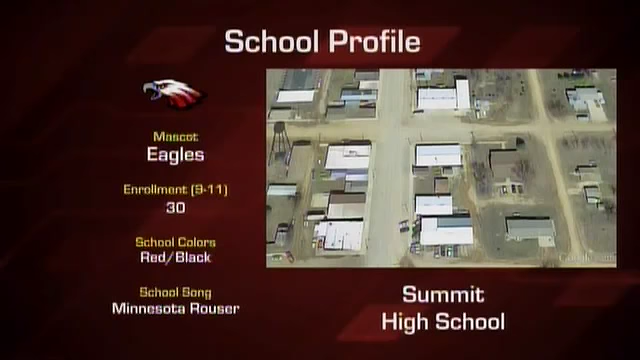 School Profile
Mascot
Eagles
Enrollment (9-11)
30
School Colors
Red/Black
School Song
Minnesota Rouser
Summit
High School
Google